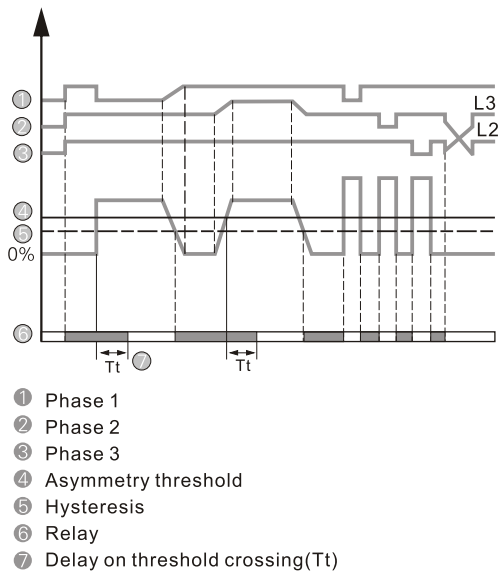 1
L3
2
L2
3
4
5
0%
6
Tt
7
Tt
1 Phase 1
2 Phase 2
3 Phase 3
4 Asymmetry threshold
5 Hysteresis
6 Relay
7 Delay on threshold crossing(Tt)